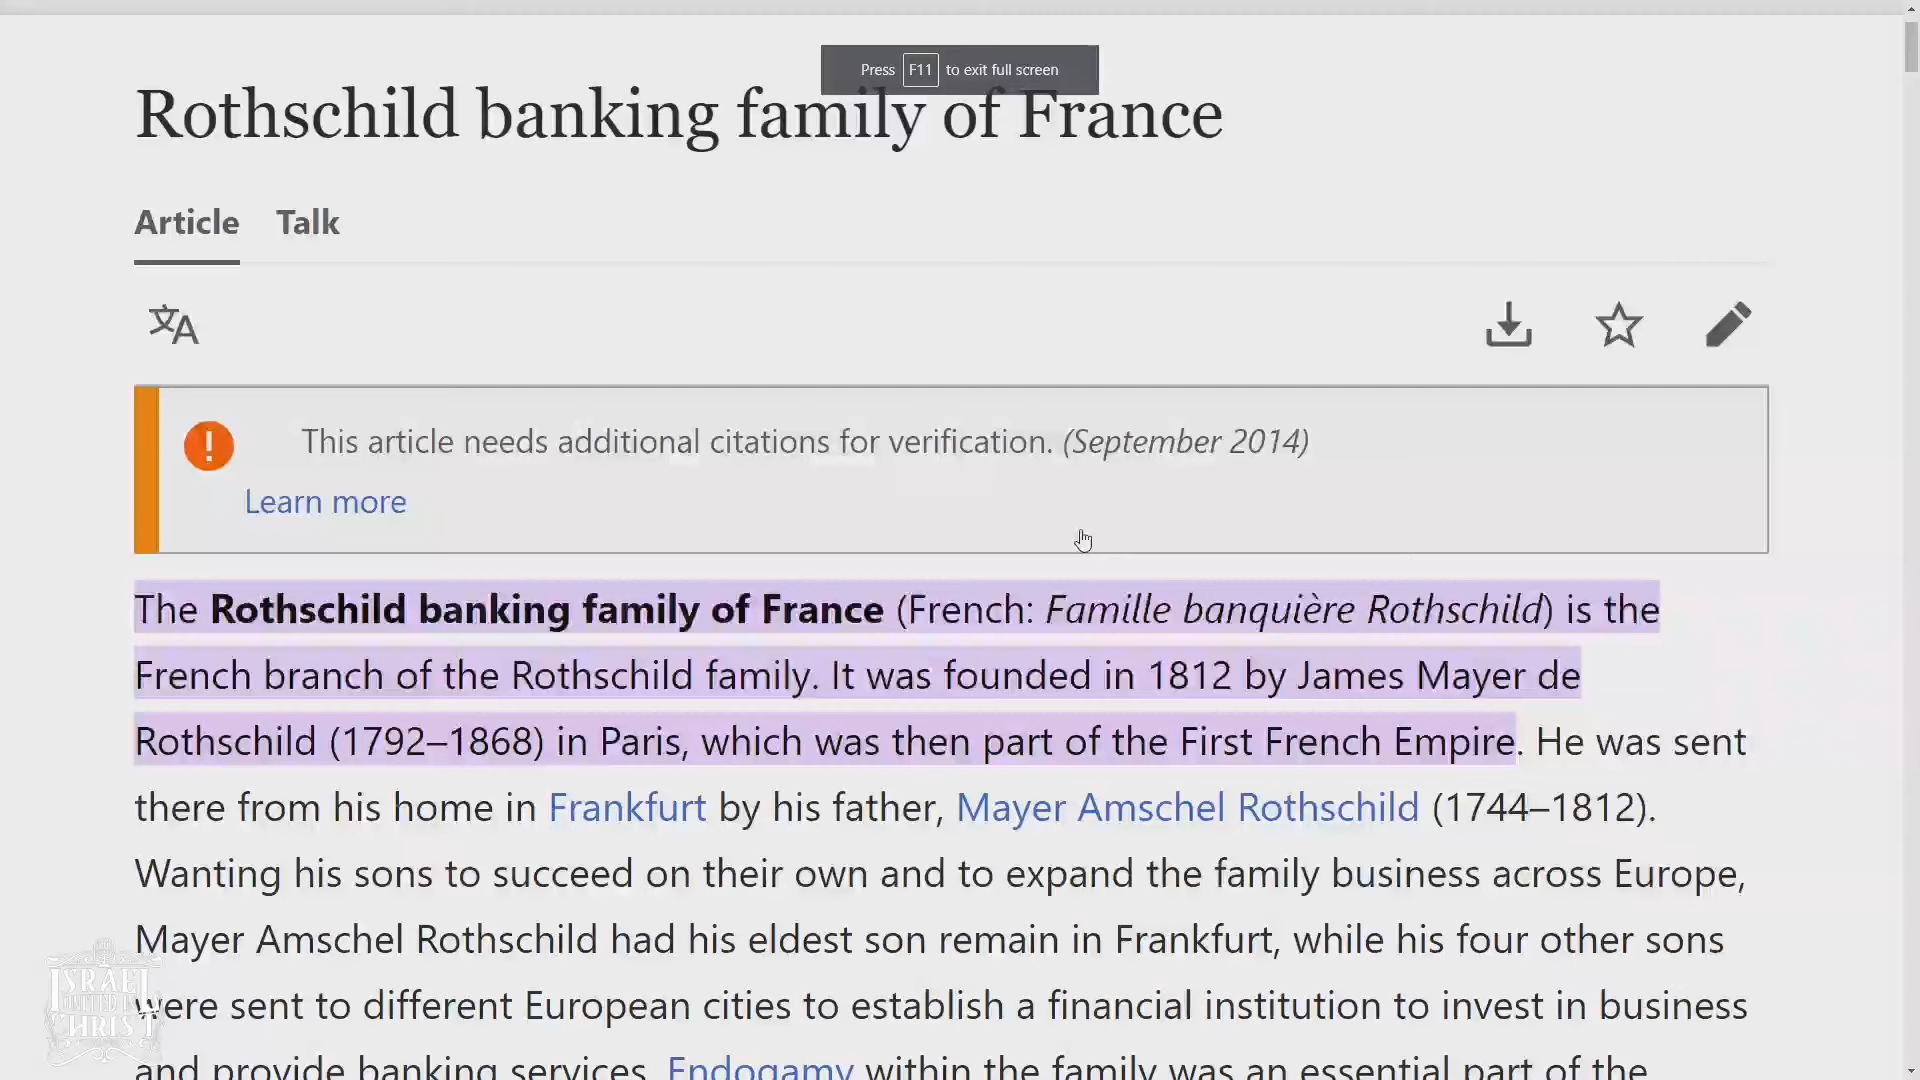 Press F11 to exit full screen
Rothschild banking family of France
Article Talk
文A
This article needs additional citations for verification. (September 2014)
Learn more
The Rothschild banking family of France (French: Famille banquière Rothschild) is the
French branch of the Rothschild family. It was founded in 1812 by James Mayer de
Rothschild (1792–1868) in Paris, which was then part of the First French Empire. He was sent
there from his home in Frankfurt by his father, Mayer Amschel Rothschild (1744–1812).
Wanting his sons to succeed on their own and to expand the family business across Europe,
Mayer Amschel Rothschild had his eldest son remain in Frankfurt, while his four other sons
were sent to different European cities to establish a financial institution to invest in business
and provide banking services. Endogamy within the family was an essential part of the
ISRAEL
UNITED IN
CHRIST